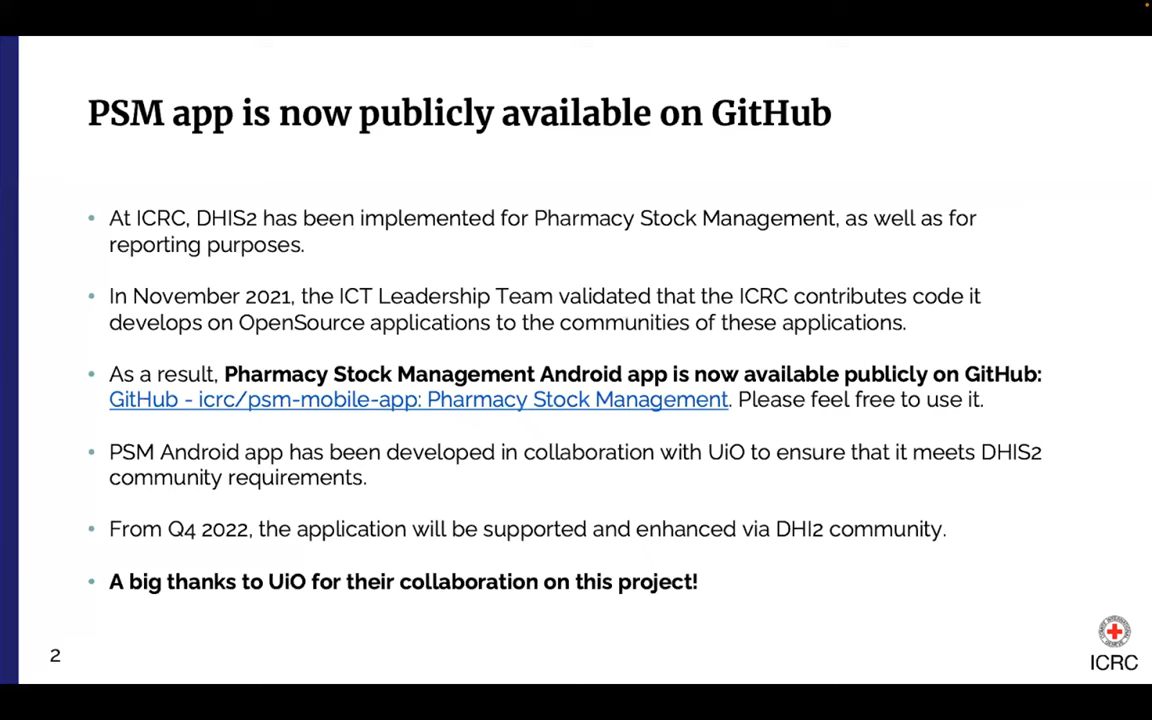 PSM app is now publicly available on GitHub
• At ICRC, DHIS2 has been implemented for Pharmacy Stock Management, as well as for
reporting purposes.
• In November 2021, the ICT Leadership Team validated that the ICRC contributes code it
develops on OpenSource applications to the communities of these applications.
• As a result, Pharmacy Stock Management Android app is now available publicly on GitHub:
GitHub - icrc/psm-mobile-app: Pharmacy Stock Management. Please feel free to use it.
• PSM Android app has been developed in collaboration with UiO to ensure that it meets DHIS2
community requirements.
• From Q4 2022, the application will be supported and enhanced via DHI2 community.
• A big thanks to UiO for their collaboration on this project!
2
ICRC